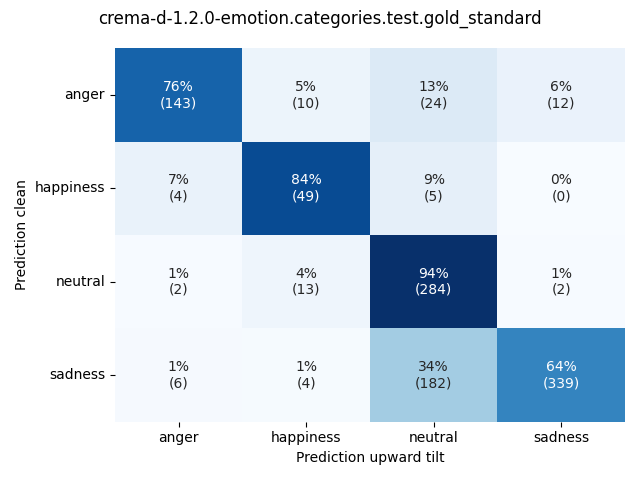 crema-d-1.2.0-emotion.categories.test.gold_standard
Prediction clean
anger
76% 5% 13% 6%
(143) (10) (24) (12)
happiness
7% 84% 9% 0%
(4) (49) (5) (0)
neutral
1% 4% 94% 1%
(2) (13) (284) (2)
sadness
1% 1% 34% 64%
(6) (4) (182) (339)
anger happiness neutral sadness
Prediction upward tilt